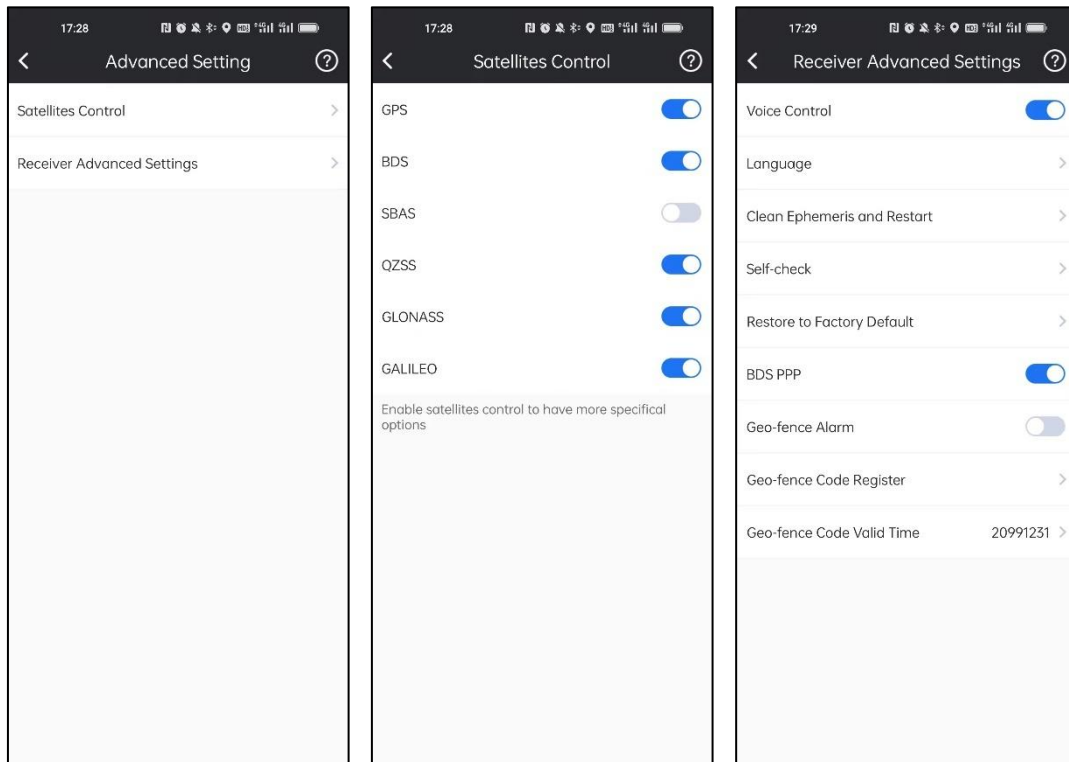 17:28
Advanced Setting
Satellites Control
Receiver Advanced Settings
17:28
Satellites Control
GPS
BDS
SBAS
QZSS
GLONASS
GALILEO
Enable satellites control to have more specifical
options
17:29
Receiver Advanced Settings
Voice Control
Language
Clean Ephemeris and Restart
Self-check
Restore to Factory Default
BDS PPP
Geo-fence Alarm
Geo-fence Code Register
Geo-fence Code Valid Time 20991231